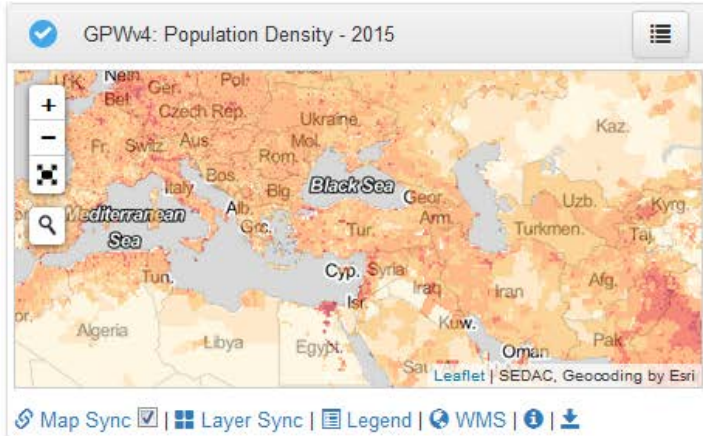 GPWv4: Population Density - 2015
U.K. Neth. Pol.
+ Bel. Ger.
Czech Rep. Ukraine
− Fr. Switz. Aus. Mol. Kaz.
Rom.
Bos.
Italy Blg Black Sea Geor. Uzb. Kyrg.
Mediterranean Alb. Arm.
Sea Grc. Tur. Turkmen. Taj.
Tun. Cyp. Syria
Isr. Iraq Iran Afg.
Algeria Libya Egypt Kuw. Pak.
Sau Oman
Leaflet | SEDAC, Geocoding by Esri
Map Sync | Layer Sync | Legend | WMS | |